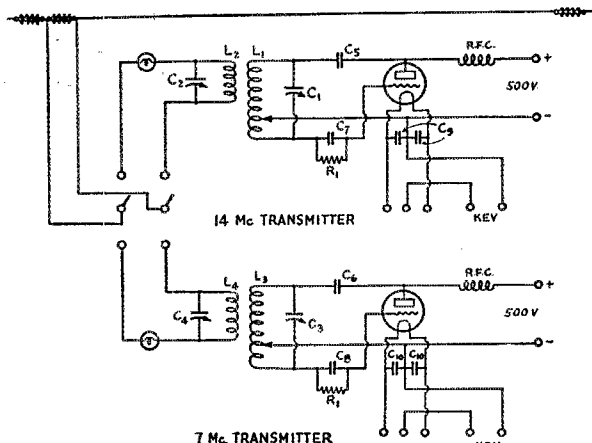 C5
R.F.C.
+
L2 L1
C2
C1
500V.
C7
C9
−
R1
KEY
14 Mc TRANSMITTER
C6
R.F.C.
+
L4 L3
C4
C3
500V
C8
C10 C10
−
R1
7 Mc TRANSMITTER